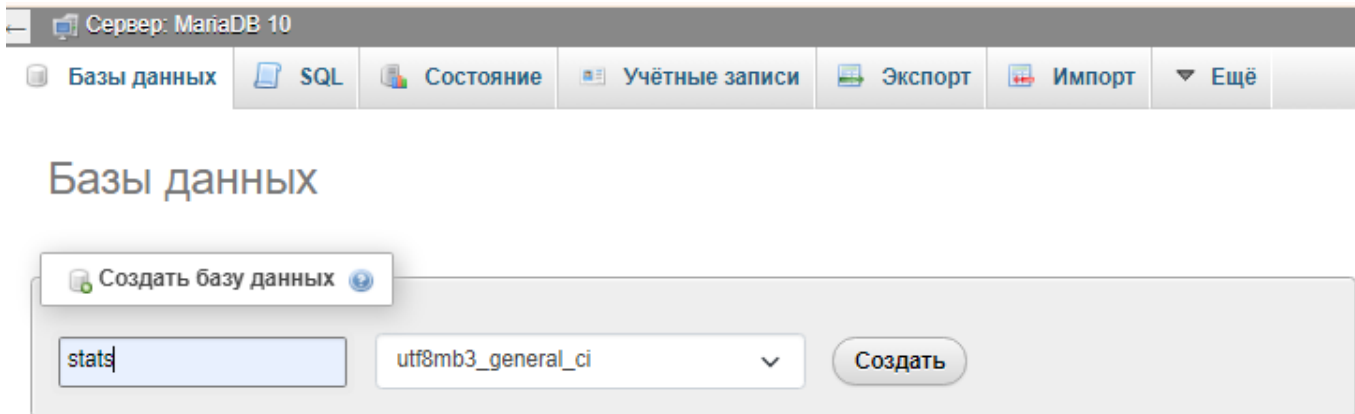 Сервер: MariaDB 10
Базы данных SQL Состояние Учётные записи Экспорт Импорт Ещё
Базы данных
Создать базу данных
stats utf8mb3_general_ci Создать